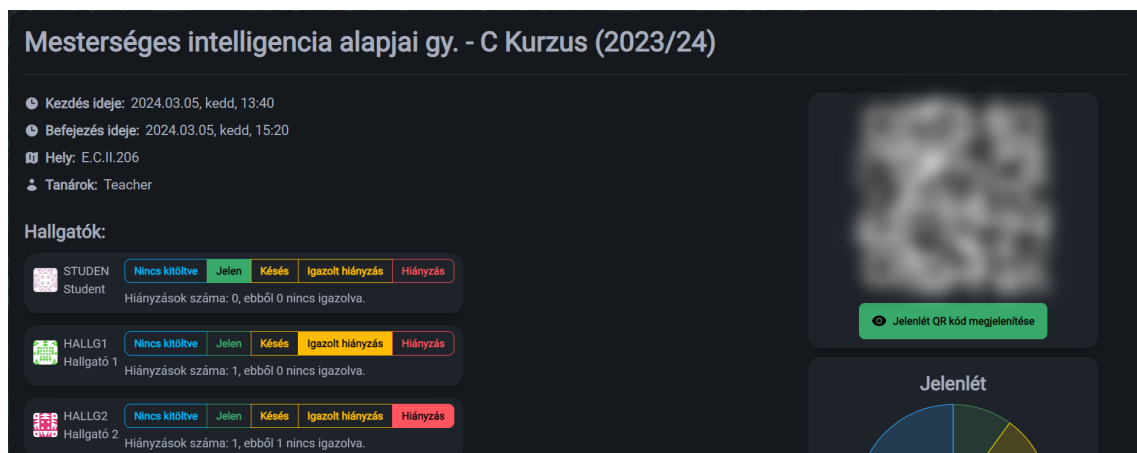 Mesterséges intelligencia alapjai gy. - C Kurzus (2023/24)
Kezdés ideje: 2024.03.05, kedd, 13:40
Befejezés ideje: 2024.03.05, kedd, 15:20
Hely: E.C.II.206
Tanárok: Teacher
Hallgatók:
STUDEN
Student
Nincs kitöltve Jelen Késés Igazolt hiányzás Hiányzás
Hiányzások száma: 0, ebből 0 nincs igazolva.
HALLG1
Hallgató 1
Nincs kitöltve Jelen Késés Igazolt hiányzás Hiányzás
Hiányzások száma: 1, ebből 0 nincs igazolva.
HALLG2
Hallgató 2
Nincs kitöltve Jelen Késés Igazolt hiányzás Hiányzás
Hiányzások száma: 1, ebből 1 nincs igazolva.
Jelenlét QR kód megjelenítése
Jelenlét